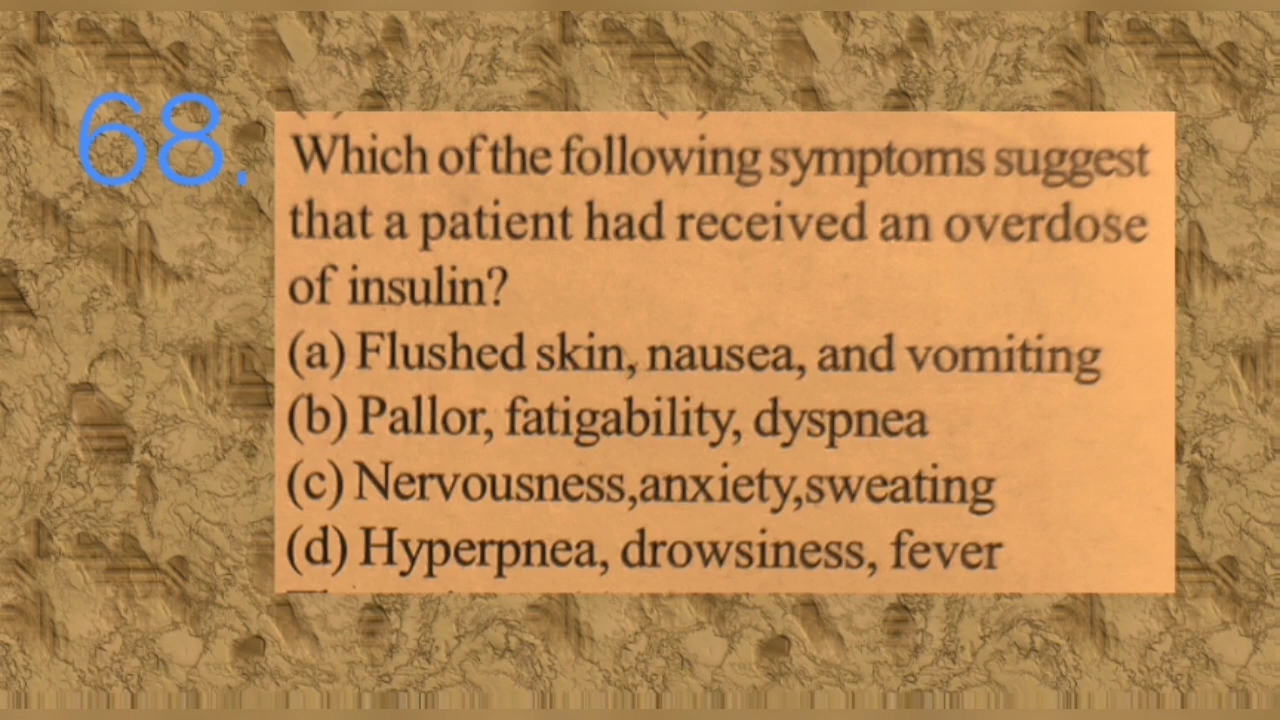 68.
Which of the following symptoms suggest
that a patient had received an overdose
of insulin?
(a) Flushed skin, nausea, and vomiting
(b) Pallor, fatigability, dyspnea
(c) Nervousness,anxiety,sweating
(d) Hyperpnea, drowsiness, fever